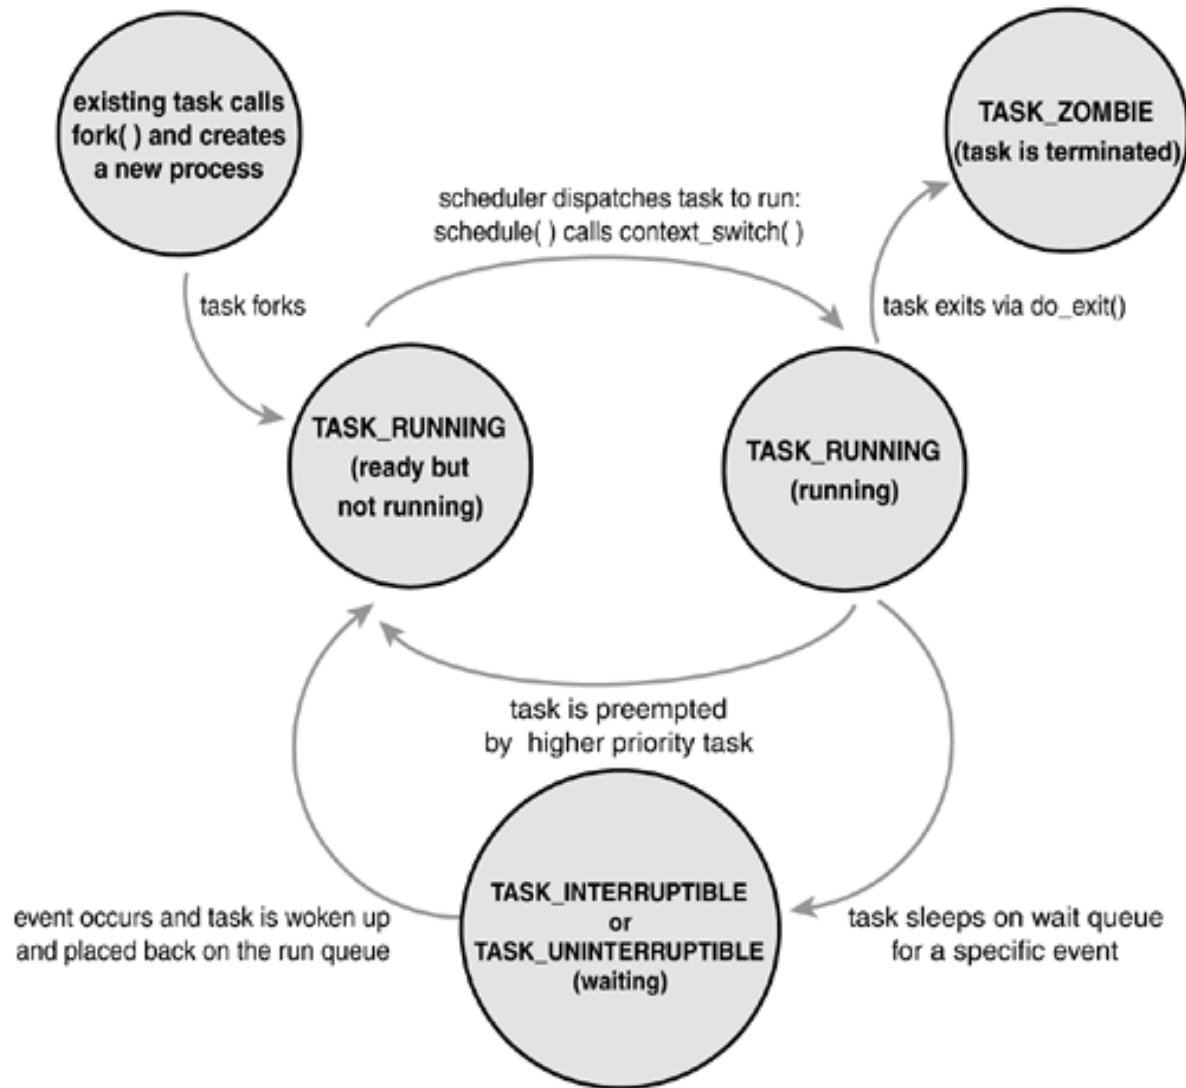 existing task calls
fork( ) and creates
a new process
TASK_ZOMBIE
(task is terminated)
scheduler dispatches task to run:
schedule( ) calls context_switch( )
task forks
task exits via do_exit()
TASK_RUNNING
(ready but
not running)
TASK_RUNNING
(running)
task is preempted
by higher priority task
event occurs and task is woken up
and placed back on the run queue
TASK_INTERRUPTIBLE
or
TASK_UNINTERRUPTIBLE
(waiting)
task sleeps on wait queue
for a specific event